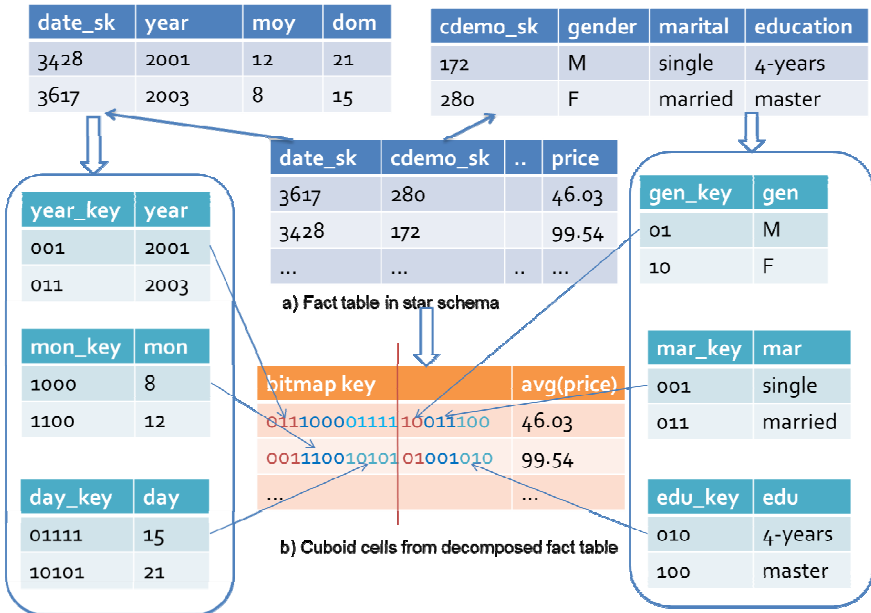 date_sk year moy dom
3428 2001 12 21
3617 2003 8 15
cdemo_sk gender marital education
172 M single 4-years
280 F married master
date_sk cdemo_sk .. price
3617 280 46.03
3428 172 99.54
... ... .. ...
a) Fact table in star schema
year_key year
001 2001
011 2003
mon_key mon
1000 8
1100 12
day_key day
01111 15
10101 21
bitmap key avg(price)
011100001111 10011100 46.03
001110010101 01001010 99.54
... ...
b) Cuboid cells from decomposed fact table
gen_key gen
01 M
10 F
mar_key mar
001 single
011 married
edu_key edu
010 4-years
100 master